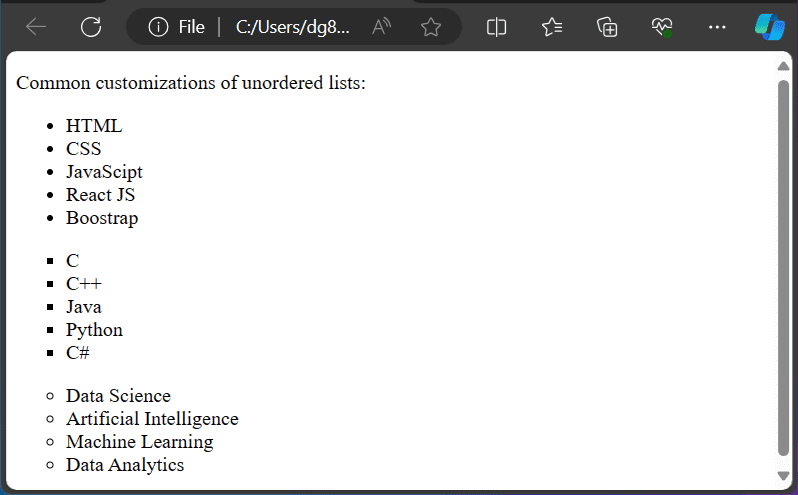 File | C:/Users/dg8...
Common customizations of unordered lists:
HTML
CSS
JavaScipt
React JS
Boostrap
C
C++
Java
Python
C#
Data Science
Artificial Intelligence
Machine Learning
Data Analytics